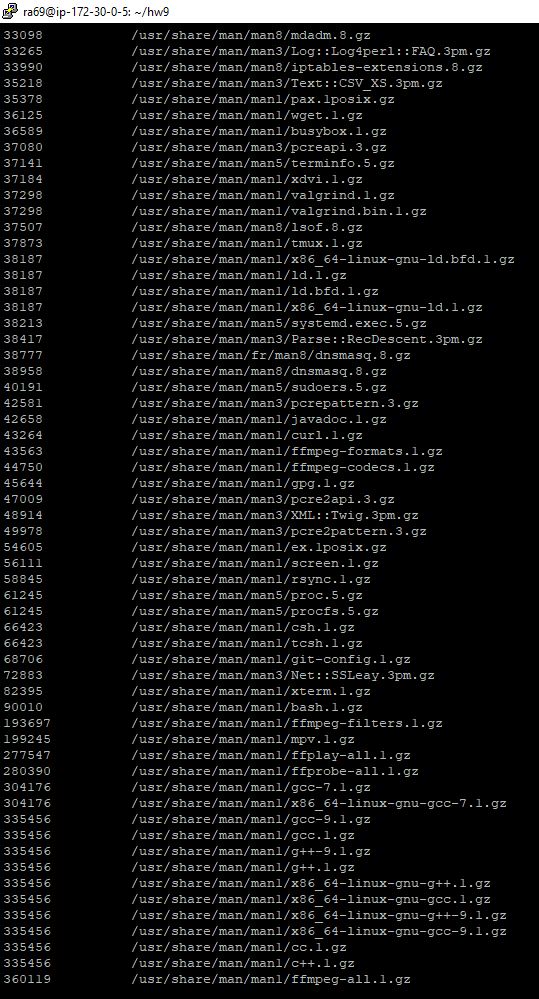 ra69@ip-172-30-0-5: ~/hw9
33098 /usr/share/man/man8/mdadm.8.gz
33265 /usr/share/man/man3/Log::Log4perl::FAQ.3pm.gz
33990 /usr/share/man/man8/iptables-extensions.8.gz
35218 /usr/share/man/man3/Text::CSV_XS.3pm.gz
35378 /usr/share/man/man1/pax.1posix.gz
36125 /usr/share/man/man1/wget.1.gz
36589 /usr/share/man/man1/busybox.1.gz
37080 /usr/share/man/man3/pcreapi.3.gz
37141 /usr/share/man/man5/terminfo.5.gz
37184 /usr/share/man/man1/xdvi.1.gz
37298 /usr/share/man/man1/valgrind.1.gz
37298 /usr/share/man/man1/valgrind.bin.1.gz
37507 /usr/share/man/man8/lsof.8.gz
37873 /usr/share/man/man1/tmux.1.gz
38187 /usr/share/man/man1/x86_64-linux-gnu-ld.bfd.1.gz
38187 /usr/share/man/man1/ld.1.gz
38187 /usr/share/man/man1/ld.bfd.1.gz
38187 /usr/share/man/man1/x86_64-linux-gnu-ld.1.gz
38213 /usr/share/man/man5/systemd.exec.5.gz
38417 /usr/share/man/man3/Parse::RecDescent.3pm.gz
38777 /usr/share/man/fr/man8/dnsmasq.8.gz
38958 /usr/share/man/man8/dnsmasq.8.gz
40191 /usr/share/man/man5/sudoers.5.gz
42581 /usr/share/man/man3/pcrepattern.3.gz
42658 /usr/share/man/man1/javadoc.1.gz
43264 /usr/share/man/man1/curl.1.gz
43563 /usr/share/man/man1/ffmpeg-formats.1.gz
44750 /usr/share/man/man1/ffmpeg-codecs.1.gz
45644 /usr/share/man/man1/gpg.1.gz
47009 /usr/share/man/man3/pcre2api.3.gz
48914 /usr/share/man/man3/XML::Twig.3pm.gz
49978 /usr/share/man/man3/pcre2pattern.3.gz
54605 /usr/share/man/man1/ex.1posix.gz
56111 /usr/share/man/man1/screen.1.gz
58845 /usr/share/man/man1/rsync.1.gz
61245 /usr/share/man/man5/proc.5.gz
61245 /usr/share/man/man5/procfs.5.gz
66423 /usr/share/man/man1/csh.1.gz
66423 /usr/share/man/man1/tcsh.1.gz
68706 /usr/share/man/man1/git-config.1.gz
72883 /usr/share/man/man3/Net::SSLeay.3pm.gz
82395 /usr/share/man/man1/xterm.1.gz
90010 /usr/share/man/man1/bash.1.gz
193697 /usr/share/man/man1/ffmpeg-filters.1.gz
199245 /usr/share/man/man1/mpv.1.gz
277547 /usr/share/man/man1/ffplay-all.1.gz
280390 /usr/share/man/man1/ffprobe-all.1.gz
304176 /usr/share/man/man1/gcc-7.1.gz
304176 /usr/share/man/man1/x86_64-linux-gnu-gcc-7.1.gz
335456 /usr/share/man/man1/gcc-9.1.gz
335456 /usr/share/man/man1/gcc.1.gz
335456 /usr/share/man/man1/g++-9.1.gz
335456 /usr/share/man/man1/g++.1.gz
335456 /usr/share/man/man1/x86_64-linux-gnu-g++.1.gz
335456 /usr/share/man/man1/x86_64-linux-gnu-gcc.1.gz
335456 /usr/share/man/man1/x86_64-linux-gnu-g++-9.1.gz
335456 /usr/share/man/man1/x86_64-linux-gnu-gcc-9.1.gz
335456 /usr/share/man/man1/cc.1.gz
335456 /usr/share/man/man1/c++.1.gz
360119 /usr/share/man/man1/ffmpeg-all.1.gz